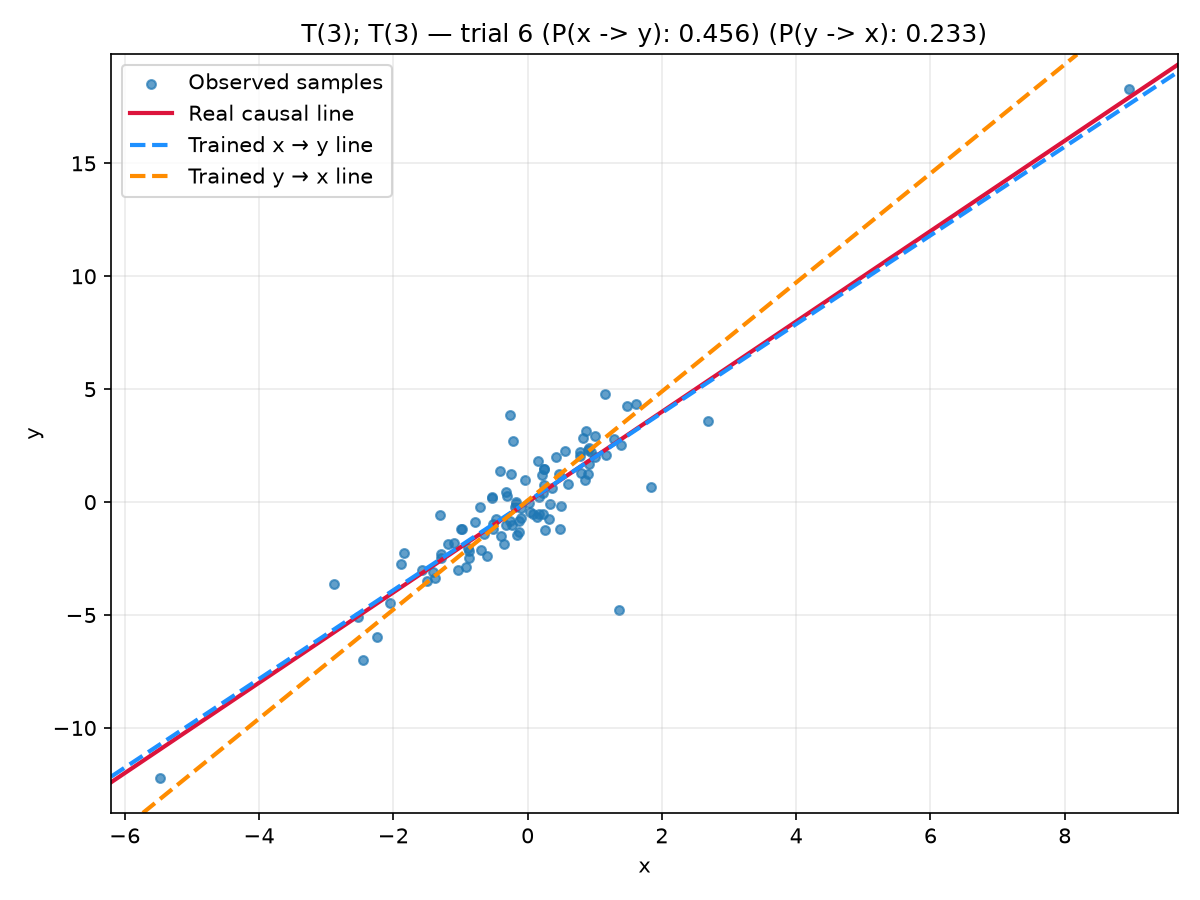 T(3); T(3) — trial 6 (P(x -> y): 0.456) (P(y -> x): 0.233)
Observed samples
Real causal line
Trained x → y line
Trained y → x line
15
10
5
0
−5
−10
y
−6 −4 −2 0 2 4 6 8
x